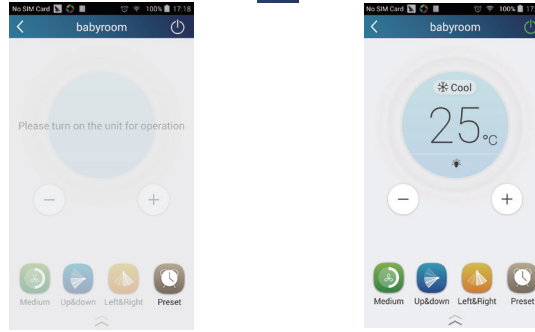 No SIM Card 100% 17:18
babyroom
Please turn on the unit for operation
Medium Up&down Left&Right Preset
No SIM Card 100%
babyroom
Cool
25°C
Medium Up&down Left&Right Preset